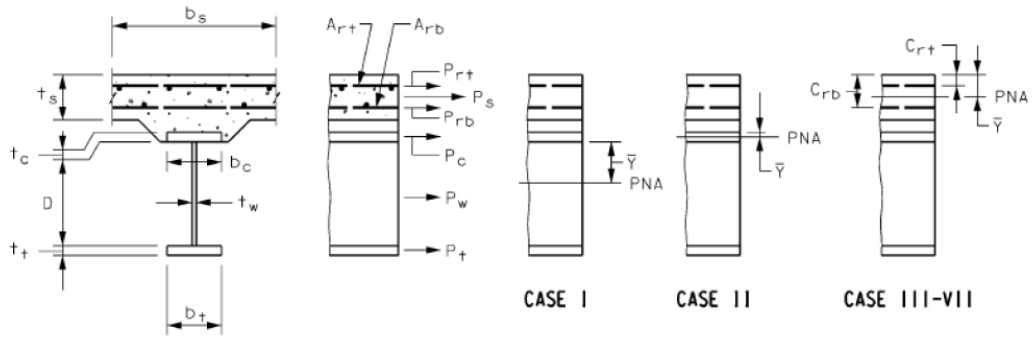 b_s
A_rt
A_rb
t_s
P_rt
P_s
P_rb
t_c
b_c
P_c
D
t_w
P_w
t_t
P_t
b_t
Ȳ
PNA
CASE I
PNA
Ȳ
CASE II
C_rt
C_rb
PNA
Ȳ
CASE III-VII